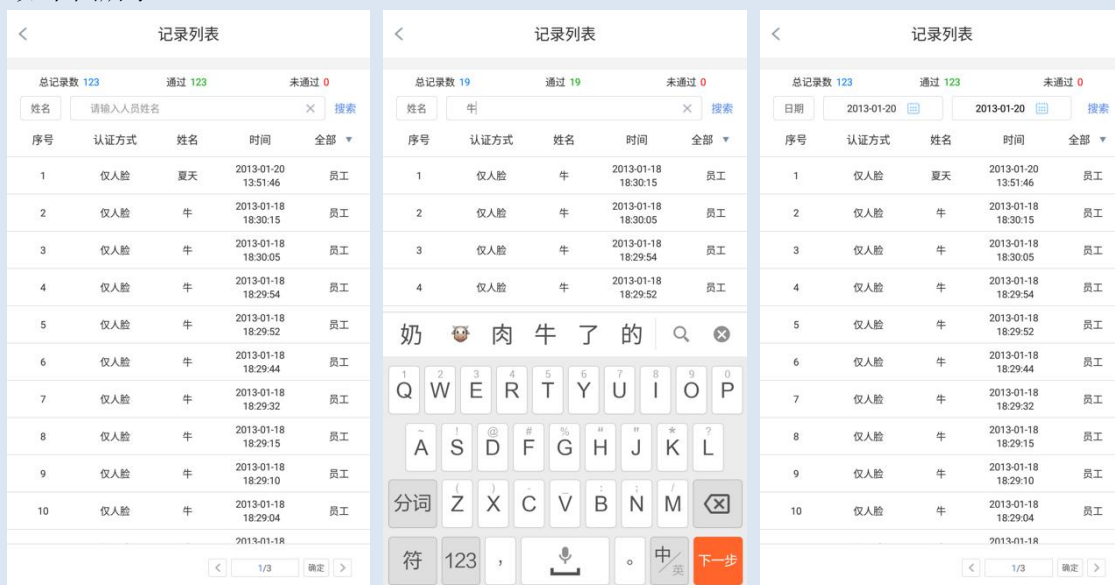 记录列表
总记录数 123 通过 123 未通过 0
姓名 请输入人员姓名 搜索
序号 认证方式 姓名 时间 全部
1 仅人脸 夏天 2013-01-20 13:51:46 员工
2 仅人脸 牛 2013-01-18 18:30:15 员工
3 仅人脸 牛 2013-01-18 18:30:05 员工
4 仅人脸 牛 2013-01-18 18:29:54 员工
5 仅人脸 牛 2013-01-18 18:29:52 员工
6 仅人脸 牛 2013-01-18 18:29:44 员工
7 仅人脸 牛 2013-01-18 18:29:32 员工
8 仅人脸 牛 2013-01-18 18:29:15 员工
9 仅人脸 牛 2013-01-18 18:29:10 员工
10 仅人脸 牛 2013-01-18 18:29:04 员工
2013-01-18
1/3 确定
记录列表
总记录数 19 通过 19 未通过 0
姓名 牛 搜索
序号 认证方式 姓名 时间 全部
1 仅人脸 牛 2013-01-18 18:30:15 员工
2 仅人脸 牛 2013-01-18 18:30:05 员工
3 仅人脸 牛 2013-01-18 18:29:54 员工
4 仅人脸 牛 2013-01-18 18:29:52 员工
奶 🐮 肉 牛 了 的
1 2 3 4 5 6 7 8 9 0
Q W E R T Y U I O P
~ ! @ # % “ ” * ?
A S D F G H J K L
( ) - _ : ; /
分词 Z X C V B N M
符 123 , 。 中/英 下一步
记录列表
总记录数 123 通过 123 未通过 0
日期 2013-01-20 2013-01-20 搜索
序号 认证方式 姓名 时间 全部
1 仅人脸 夏天 2013-01-20 13:51:46 员工
2 仅人脸 牛 2013-01-18 18:30:15 员工
3 仅人脸 牛 2013-01-18 18:30:05 员工
4 仅人脸 牛 2013-01-18 18:29:54 员工
5 仅人脸 牛 2013-01-18 18:29:52 员工
6 仅人脸 牛 2013-01-18 18:29:44 员工
7 仅人脸 牛 2013-01-18 18:29:32 员工
8 仅人脸 牛 2013-01-18 18:29:15 员工
9 仅人脸 牛 2013-01-18 18:29:10 员工
10 仅人脸 牛 2013-01-18 18:29:04 员工
2013-01-18
1/3 确定